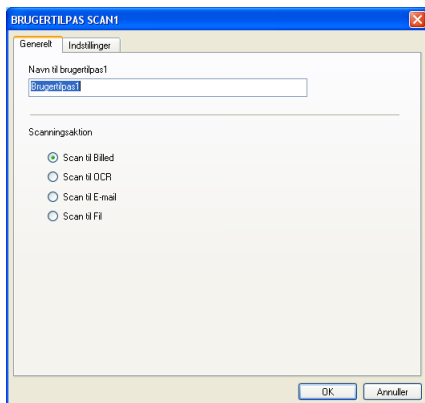 BRUGERTILPAS SCAN1
Generelt Indstillinger
Navn til brugertilpas1
Brugertilpas1
Scanningsaktion
Scan til Billed
Scan til OCR
Scan til E-mail
Scan til Fil
OK Annuller